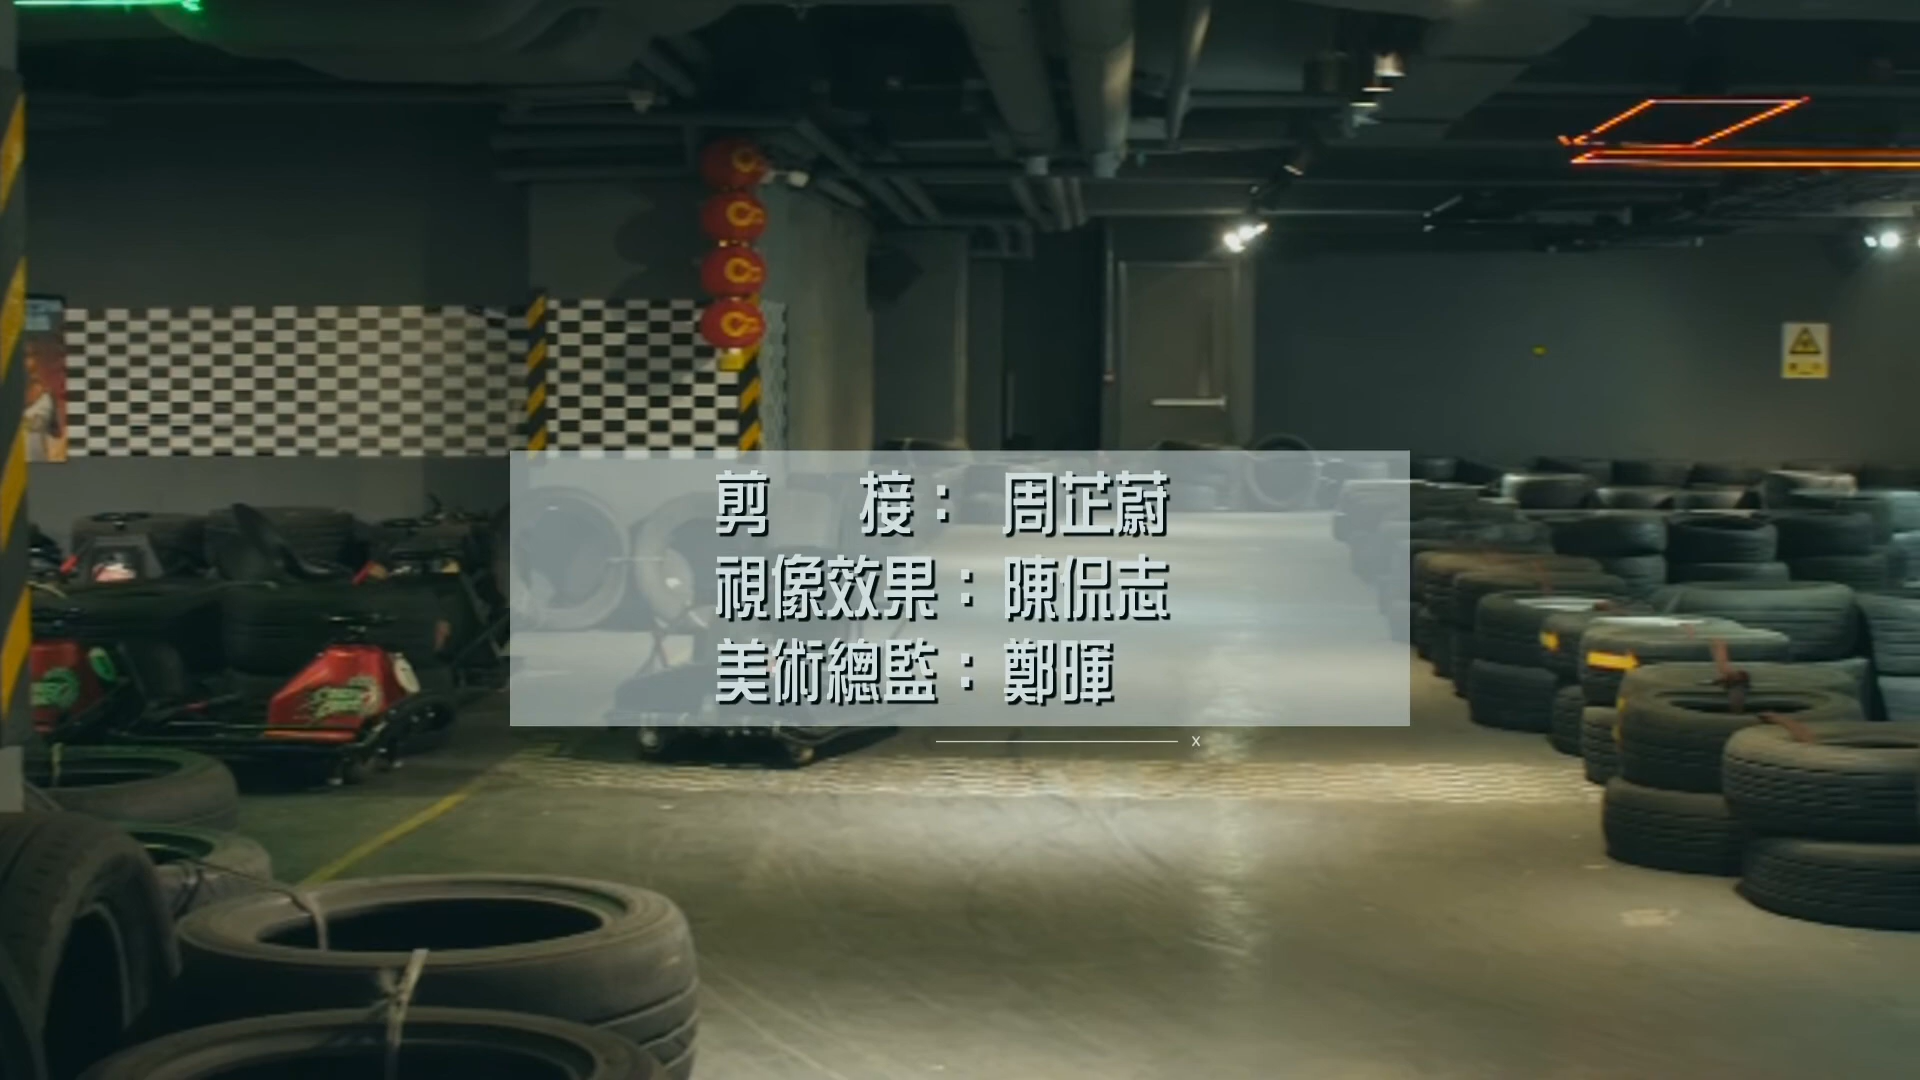 剪　接： 周芷蔚
視像效果：陳侃志
美術總監：鄭暉
x